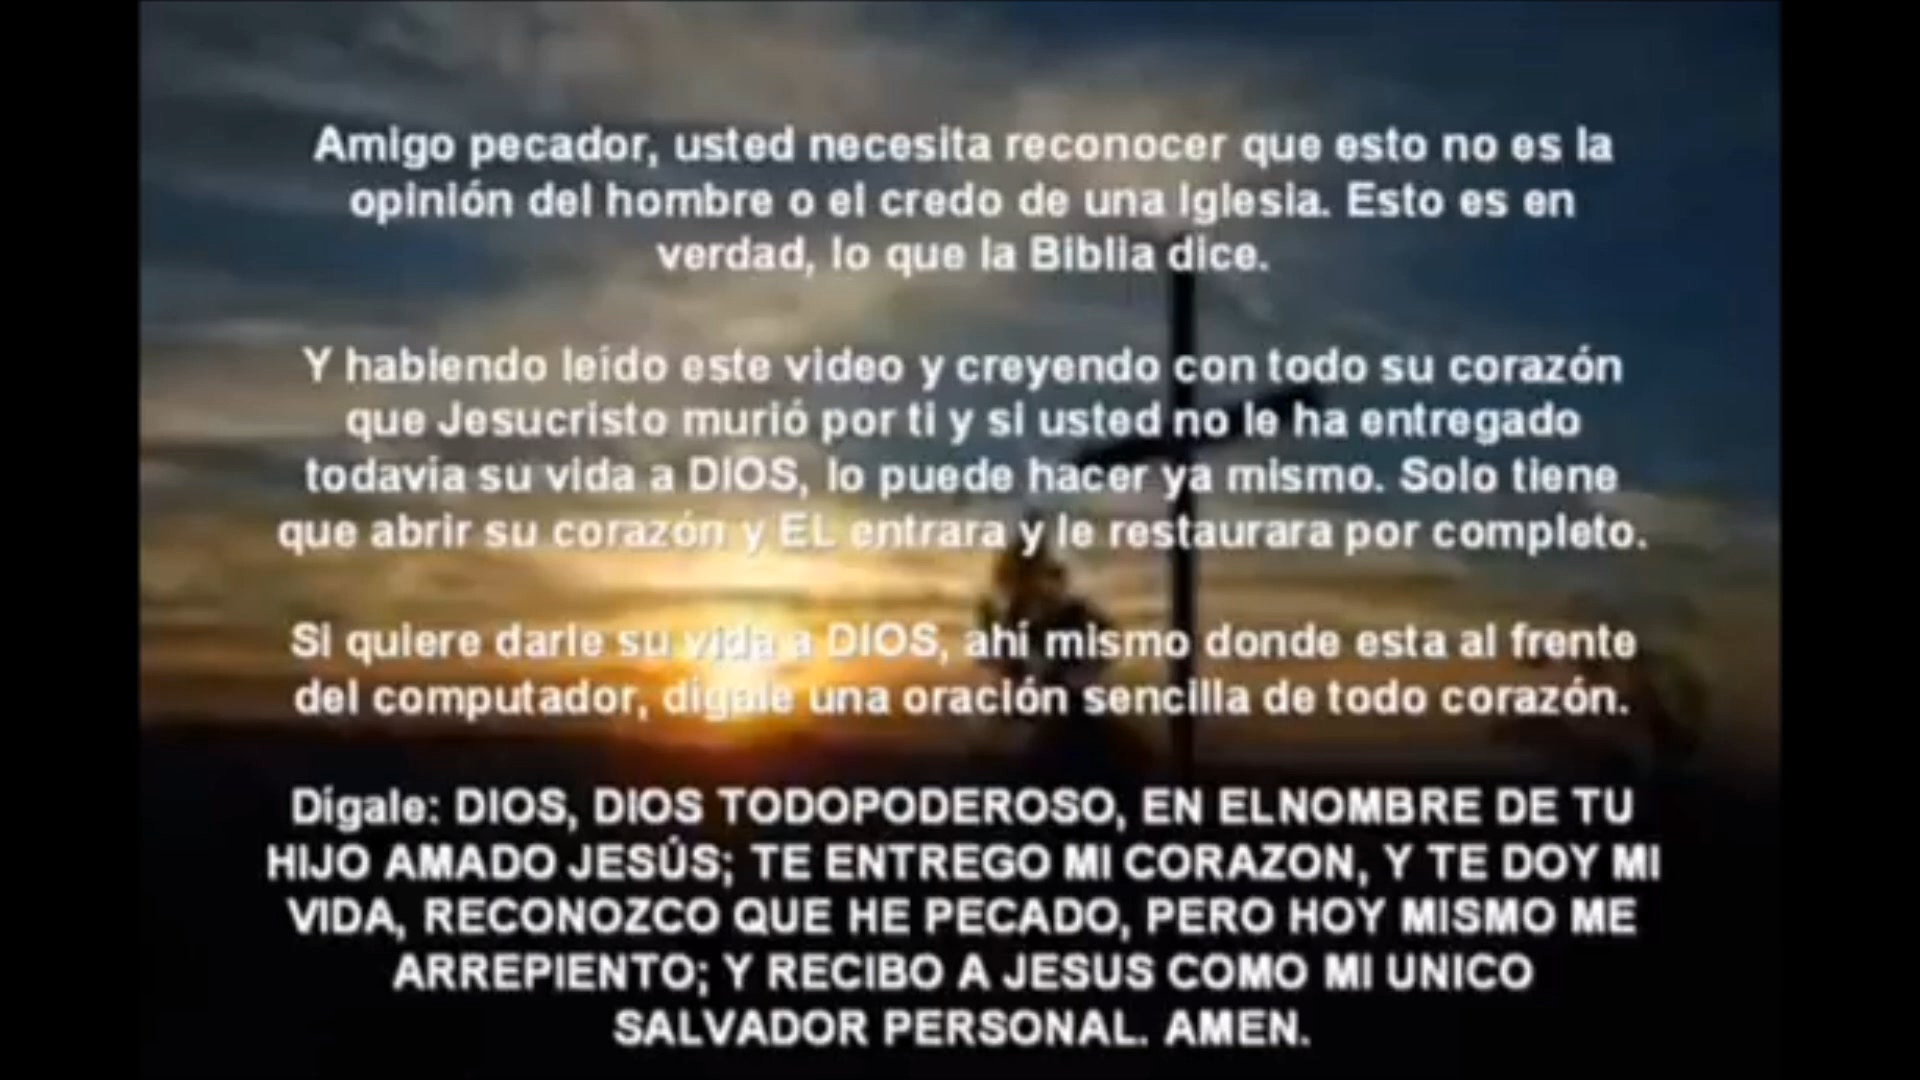 Amigo pecador, usted necesita reconocer que esto no es la
opinión del hombre o el credo de una Iglesia. Esto es en
verdad, lo que la Biblia dice.
Y habiendo leído este video y creyendo con todo su corazón
que Jesucristo murió por ti y si usted no le ha entregado
todavía su vida a DIOS, lo puede hacer ya mismo. Solo tiene
que abrir su corazón y EL entrara y le restaurara por completo.
Si quiere darle su vida a DIOS, ahí mismo donde esta al frente
del computador, dígale una oración sencilla de todo corazón.
Dígale: DIOS, DIOS TODOPODEROSO, EN ELNOMBRE DE TU
HIJO AMADO JESÚS; TE ENTREGO MI CORAZON, Y TE DOY MI
VIDA, RECONOZCO QUE HE PECADO, PERO HOY MISMO ME
ARREPIENTO; Y RECIBO A JESUS COMO MI UNICO
SALVADOR PERSONAL. AMEN.